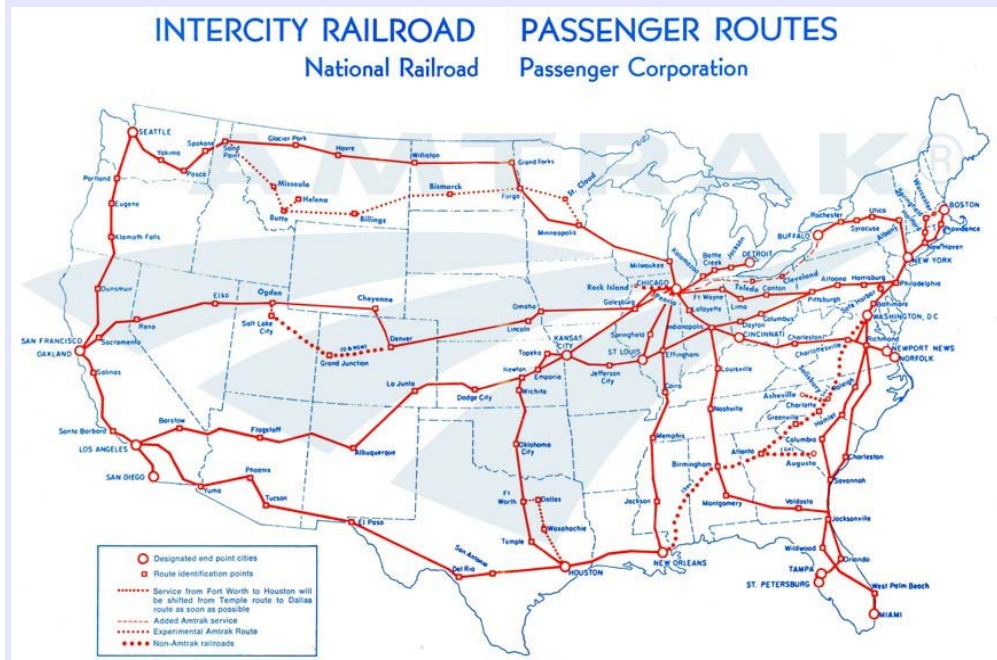 INTERCITY RAILROAD PASSENGER ROUTES
National Railroad Passenger Corporation
AMTRAK®
SEATTLE
Yakima
Pasco
Spokane
Sand Point
Glacier Park
Havre
Williston
Grand Forks
Fargo
St. Cloud
Minneapolis
Missoula
Helena
Butte
Billings
Bismarck
Portland
Eugene
Klamath Falls
Dunsmuir
SAN FRANCISCO
OAKLAND
Sacramento
Reno
Elko
Ogden
Salt Lake City
Grand Junction
(D&RGW)
Cheyenne
Denver
Lincoln
Omaha
Salinas
Santa Barbara
LOS ANGELES
SAN DIEGO
Barstow
Flagstaff
Albuquerque
La Junta
Dodge City
Newton
Emporia
Topeka
KANSAS CITY
Wichita
Oklahoma City
Ft Worth
Dallas
Waxahachie
Temple
HOUSTON
San Antonio
Del Rio
El Paso
Tucson
Phoenix
Yuma
Milwaukee
CHICAGO
Rock Island
Peoria
Galesburg
Springfield
ST LOUIS
Jefferson City
Effingham
Cairo
Memphis
Jackson
NEW ORLEANS
Kalamazoo
Battle Creek
Jackson
DETROIT
Ft Wayne
Toledo
Lima
Canton
Cleveland
Lafayette
Indianapolis
Dayton
Columbus
CINCINNATI
Louisville
Nashville
Birmingham
Montgomery
BUFFALO
Rochester
Syracuse
Utica
Albany
Springfield
Worcester
Hartford
BOSTON
Providence
New Haven
NEW YORK
Philadelphia
Harrisburg
Altoona
Pittsburgh
Baltimore
WASHINGTON, D.C
Richmond
NEWPORT NEWS
NORFOLK
Charleston
Charlottesville
Salisbury
Raleigh
Asheville
Charlotte
Greenville
Hamlet
Columbia
Atlanta
Augusta
Charleston
Savannah
Valdosta
Jacksonville
Wildwood
Orlando
TAMPA
ST. PETERSBURG
West Palm Beach
MIAMI
Designated end point cities
Route identification points
Service from Fort Worth to Houston will
be shifted from Temple route to Dallas
route as soon as possible
Added Amtrak service
Experimental Amtrak Route
Non-Amtrak railroads